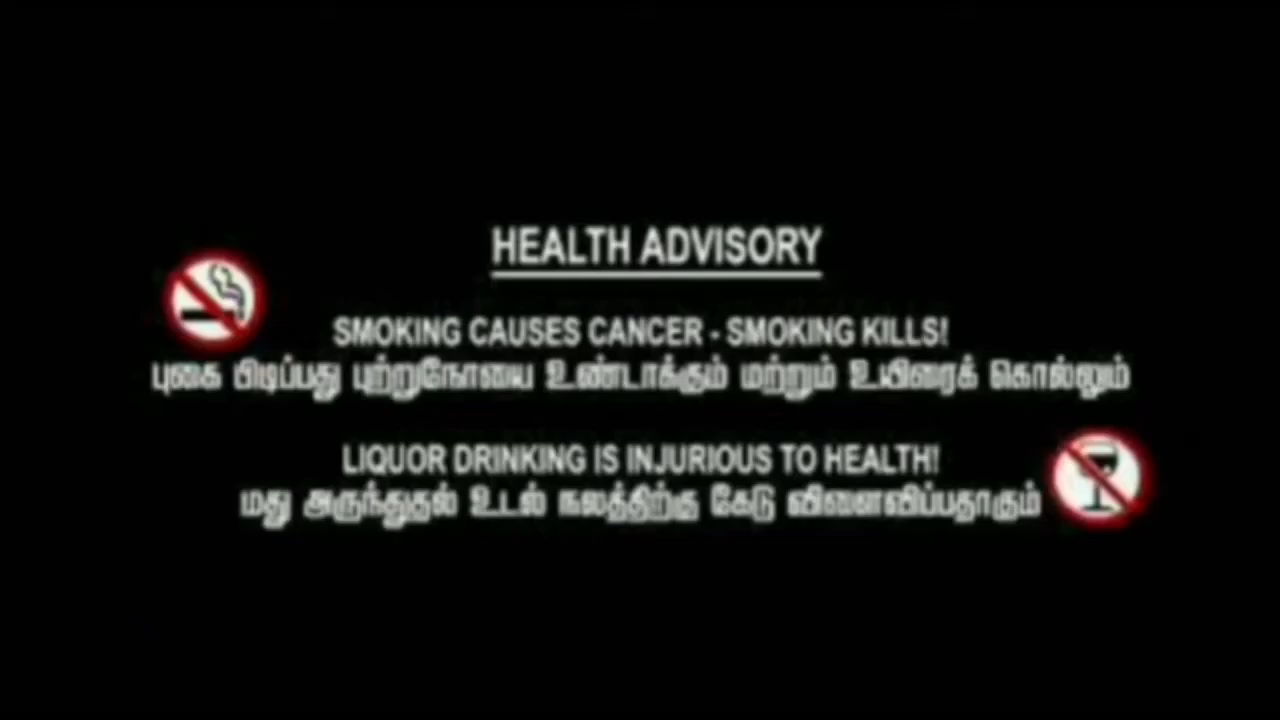 HEALTH ADVISORY
SMOKING CAUSES CANCER - SMOKING KILLS!
புகை பிடிப்பது புற்றுநோயை உண்டாக்கும் மற்றும் உயிரைக் கொல்லும்
LIQUOR DRINKING IS INJURIOUS TO HEALTH!
மது அருந்துதல் உடல் நலத்திற்கு கேடு விளைவிப்பதாகும்